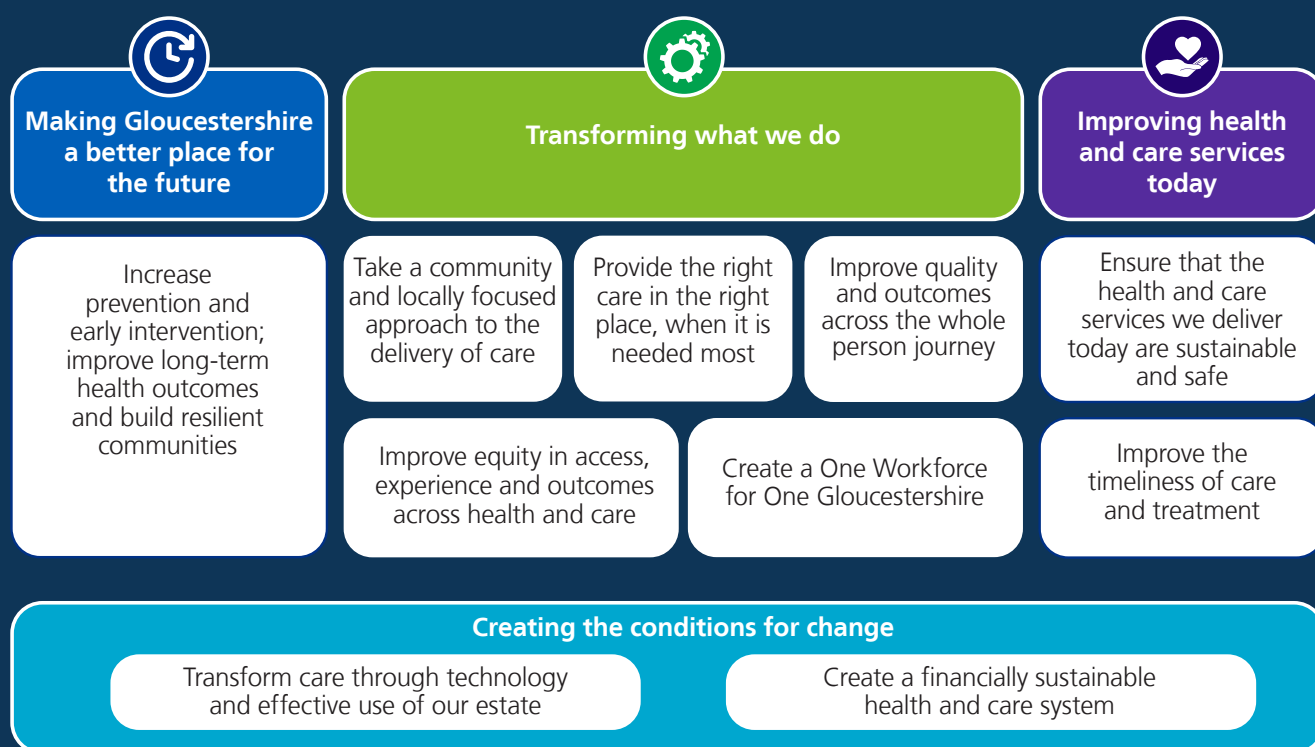 Making Gloucestershire
a better place for
the future
Increase
prevention and
early intervention;
improve long-term
health outcomes
and build resilient
communities
Transforming what we do
Take a community
and locally focused
approach to the
delivery of care
Provide the right
care in the right
place, when it is
needed most
Improve quality
and outcomes
across the whole
person journey
Improve equity in access,
experience and outcomes
across health and care
Create a One Workforce
for One Gloucestershire
Improving health
and care services
today
Ensure that the
health and care
services we deliver
today are sustainable
and safe
Improve the
timeliness of care
and treatment
Creating the conditions for change
Transform care through technology
and effective use of our estate
Create a financially sustainable
health and care system